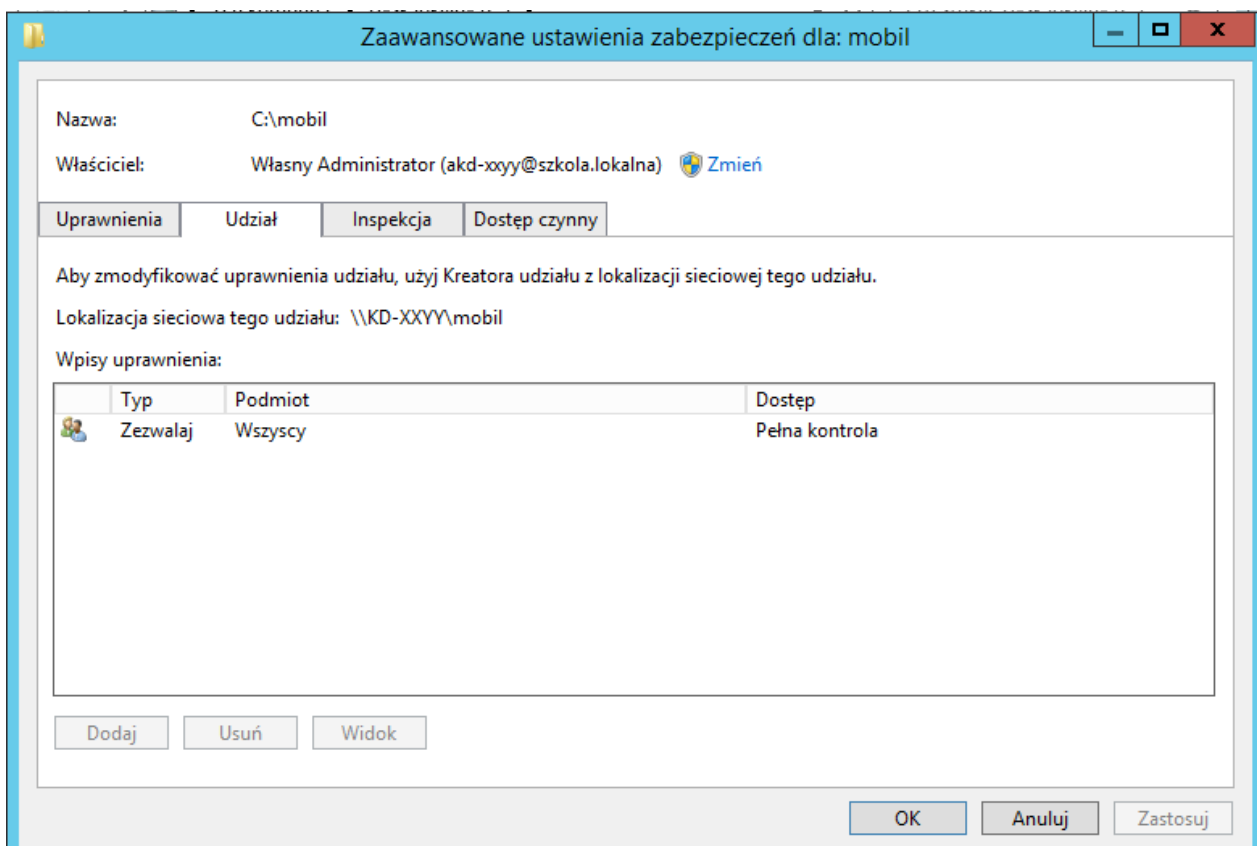 Zaawansowane ustawienia zabezpieczeń dla: mobil
Nazwa: C:\mobil
Właściciel: Własny Administrator (akd-xxyy@szkola.lokalna) Zmień
Uprawnienia Udział Inspekcja Dostęp czynny
Aby zmodyfikować uprawnienia udziału, użyj Kreatora udziału z lokalizacji sieciowej tego udziału.
Lokalizacja sieciowa tego udziału: \\KD-XXYY\mobil
Wpisy uprawnienia:
Typ Podmiot Dostęp
Zezwalaj Wszyscy Pełna kontrola
Dodaj Usuń Widok
OK Anuluj Zastosuj